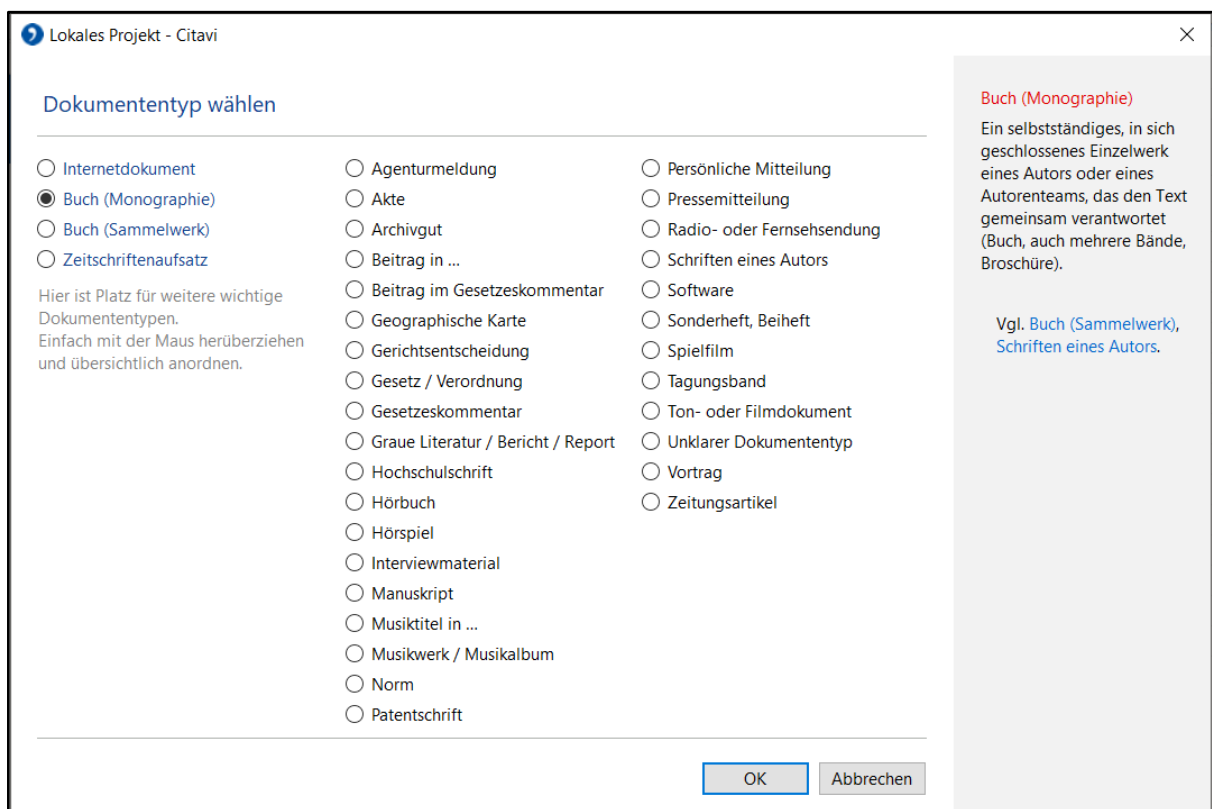 Lokales Projekt - Citavi
Dokumententyp wählen
Internetdokument
Buch (Monographie)
Buch (Sammelwerk)
Zeitschriftenaufsatz
Hier ist Platz für weitere wichtige
Dokumententypen.
Einfach mit der Maus herüberziehen
und übersichtlich anordnen.
Agenturmeldung
Akte
Archivgut
Beitrag in ...
Beitrag im Gesetzeskommentar
Geographische Karte
Gerichtsentscheidung
Gesetz / Verordnung
Gesetzeskommentar
Graue Literatur / Bericht / Report
Hochschulschrift
Hörbuch
Hörspiel
Interviewmaterial
Manuskript
Musiktitel in ...
Musikwerk / Musikalbum
Norm
Patentschrift
Persönliche Mitteilung
Pressemitteilung
Radio- oder Fernsehsendung
Schriften eines Autors
Software
Sonderheft, Beiheft
Spielfilm
Tagungsband
Ton- oder Filmdokument
Unklarer Dokumententyp
Vortrag
Zeitungsartikel
Buch (Monographie)
Ein selbstständiges, in sich
geschlossenes Einzelwerk
eines Autors oder eines
Autorenteams, das den Text
gemeinsam verantwortet
(Buch, auch mehrere Bände,
Broschüre).
Vgl. Buch (Sammelwerk),
Schriften eines Autors.
OK
Abbrechen